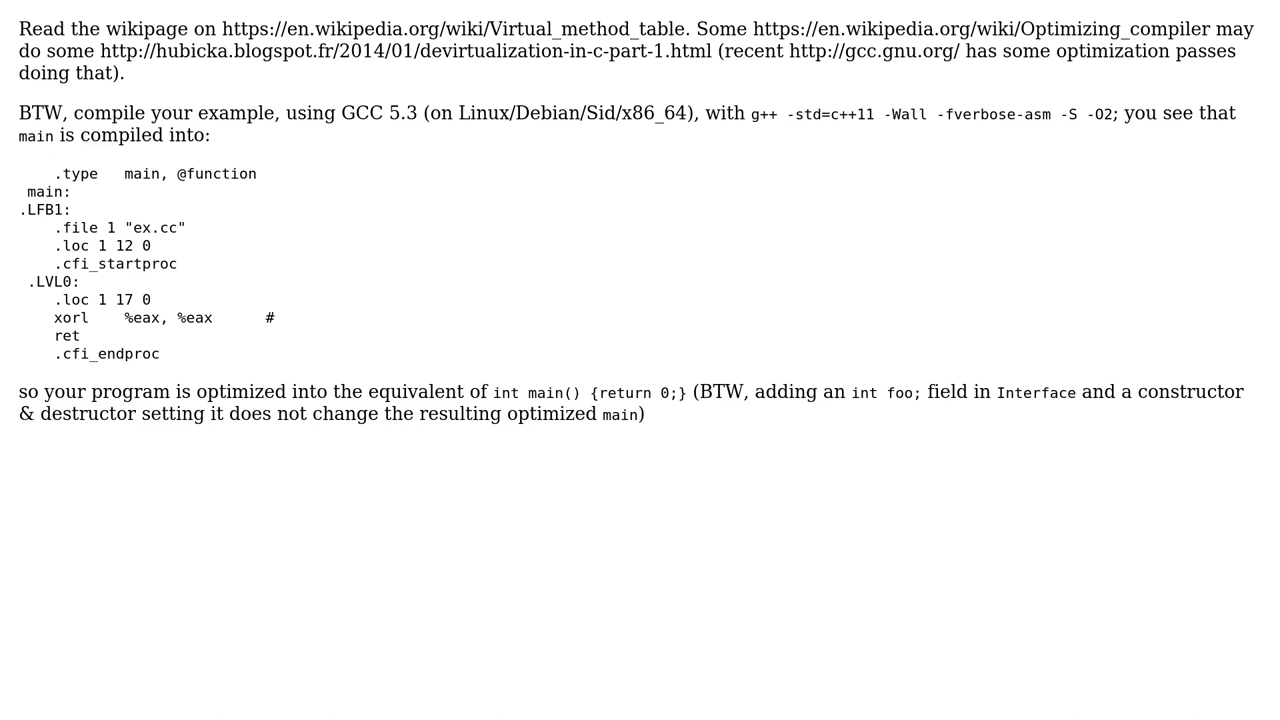 Read the wikipage on https://en.wikipedia.org/wiki/Virtual_method_table. Some https://en.wikipedia.org/wiki/Optimizing_compiler may
do some http://hubicka.blogspot.fr/2014/01/devirtualization-in-c-part-1.html (recent http://gcc.gnu.org/ has some optimization passes
doing that).
BTW, compile your example, using GCC 5.3 (on Linux/Debian/Sid/x86_64), with g++ -std=c++11 -Wall -fverbose-asm -S -O2; you see that
main is compiled into:
    .type   main, @function
 main:
.LFB1:
    .file 1 "ex.cc"
    .loc 1 12 0
    .cfi_startproc
 .LVL0:
    .loc 1 17 0
    xorl    %eax, %eax      #
    ret
    .cfi_endproc
so your program is optimized into the equivalent of int main() {return 0;} (BTW, adding an int foo; field in Interface and a constructor
& destructor setting it does not change the resulting optimized main)